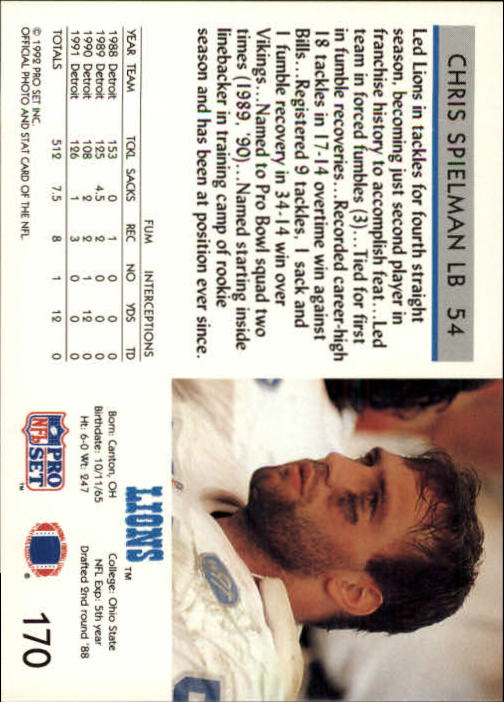 CHRIS SPIELMAN LB 54
Led Lions in tackles for fourth straight
season, becoming just second player in
franchise history to accomplish feat...Led
team in forced fumbles (3)...Tied for first
in fumble recoveries...Recorded career-high
18 tackles in 17-14 overtime win against
Bills...Registered 9 tackles, 1 sack and
1 fumble recovery in 34-14 win over
Vikings...Named to Pro Bowl squad two
times (1989, '90)...Named starting inside
linebacker in training camp of rookie
season and has been at position ever since.
FUM INTERCEPTIONS
YEAR TEAM TCKL SACKS REC NO YDS TD
1988 Detroit 153 0 1 0 0 0
1989 Detroit 125 4.5 2 0 0 0
1990 Detroit 108 2 2 1 12 0
1991 Detroit 126 1 3 0 0 0
TOTALS 512 7.5 8 1 12 0
© 1992 PRO SET INC.
OFFICIAL PHOTO AND STAT CARD OF THE NFL
LIONS™
Born: Canton, OH College: Ohio State
Birthdate: 10/11/65 NFL Exp: 5th year
Ht: 6-0 Wt: 247 Drafted 2nd round '88
PRO
NFL
SET™
®
170